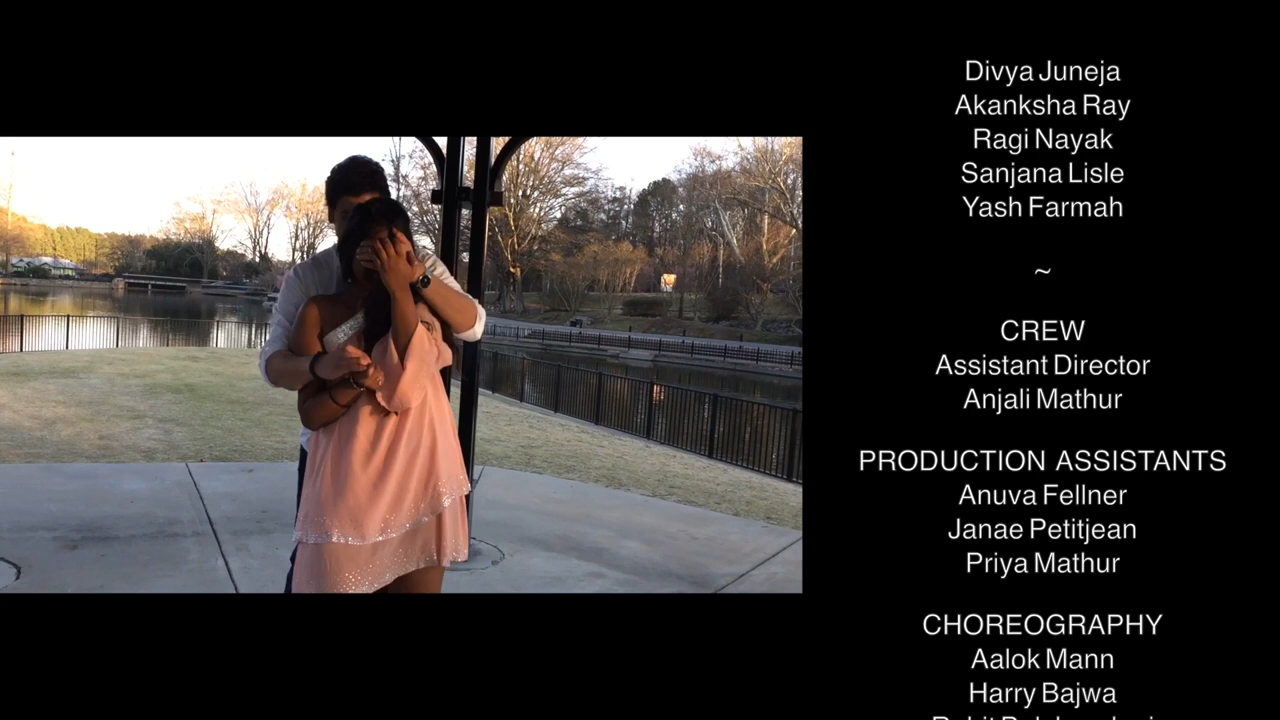 Divya Juneja
Akanksha Ray
Ragi Nayak
Sanjana Lisle
Yash Farmah
~
CREW
Assistant Director
Anjali Mathur
PRODUCTION ASSISTANTS
Anuva Fellner
Janae Petitjean
Priya Mathur
CHOREOGRAPHY
Aalok Mann
Harry Bajwa